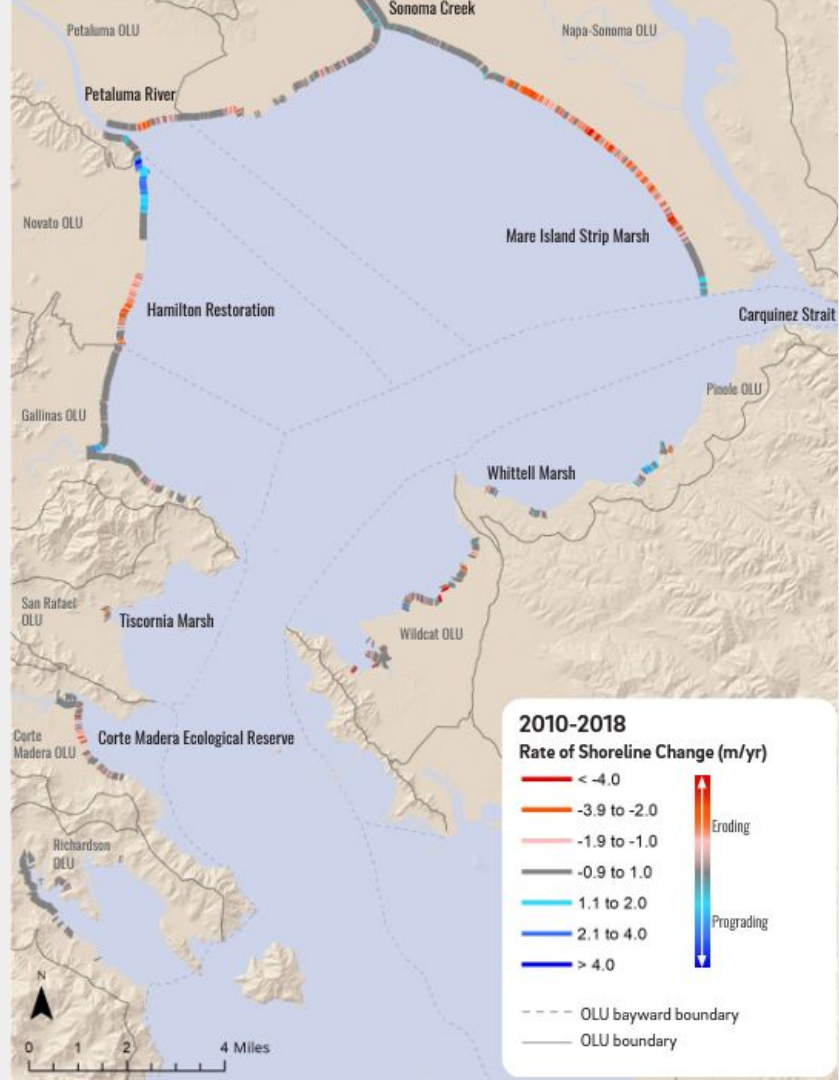 Sonoma Creek
Petaluma OLU
Napa-Sonoma OLU
Petaluma River
Novato OLU
Mare Island Strip Marsh
Hamilton Restoration
Carquinez Strait
Pinole OLU
Gallinas OLU
Whittell Marsh
San Rafael
OLU
Tiscornia Marsh
Wildcat OLU
Corte
Madera OLU
Corte Madera Ecological Reserve
Richardson
OLU
2010-2018
Rate of Shoreline Change (m/yr)
< -4.0
-3.9 to -2.0
-1.9 to -1.0
-0.9 to 1.0
1.1 to 2.0
2.1 to 4.0
> 4.0
Eroding
Prograding
OLU bayward boundary
OLU boundary
N
0 1 2 4 Miles